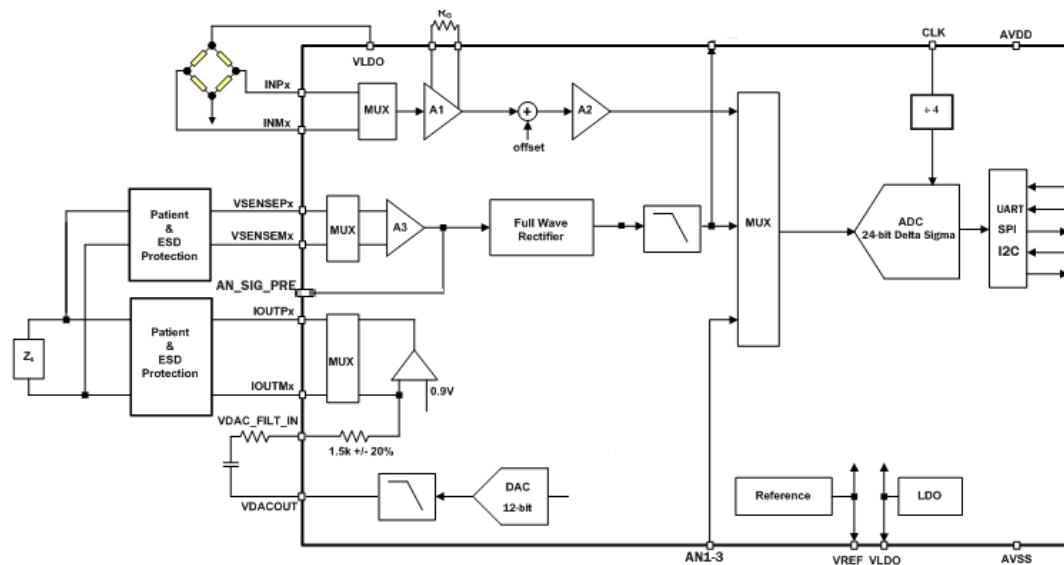 RG
CLK
AVDD
VLDO
INPx
MUX
A1
+
A2
÷ 4
INMx
offset
Patient
&
ESD
Protection
VSENSEPx
VSENSEMx
MUX
A3
Full Wave
Rectifier
MUX
ADC
24-bit Delta Sigma
UART
SPI
I2C
AN_SIG_PRE
Patient
&
ESD
Protection
IOUTPx
IOUTMx
MUX
0.9V
VDAC_FILT_IN
1.5k +/- 20%
VDACOUT
DAC
12-bit
Reference
LDO
AN1-3
VREF
VLDO
AVSS